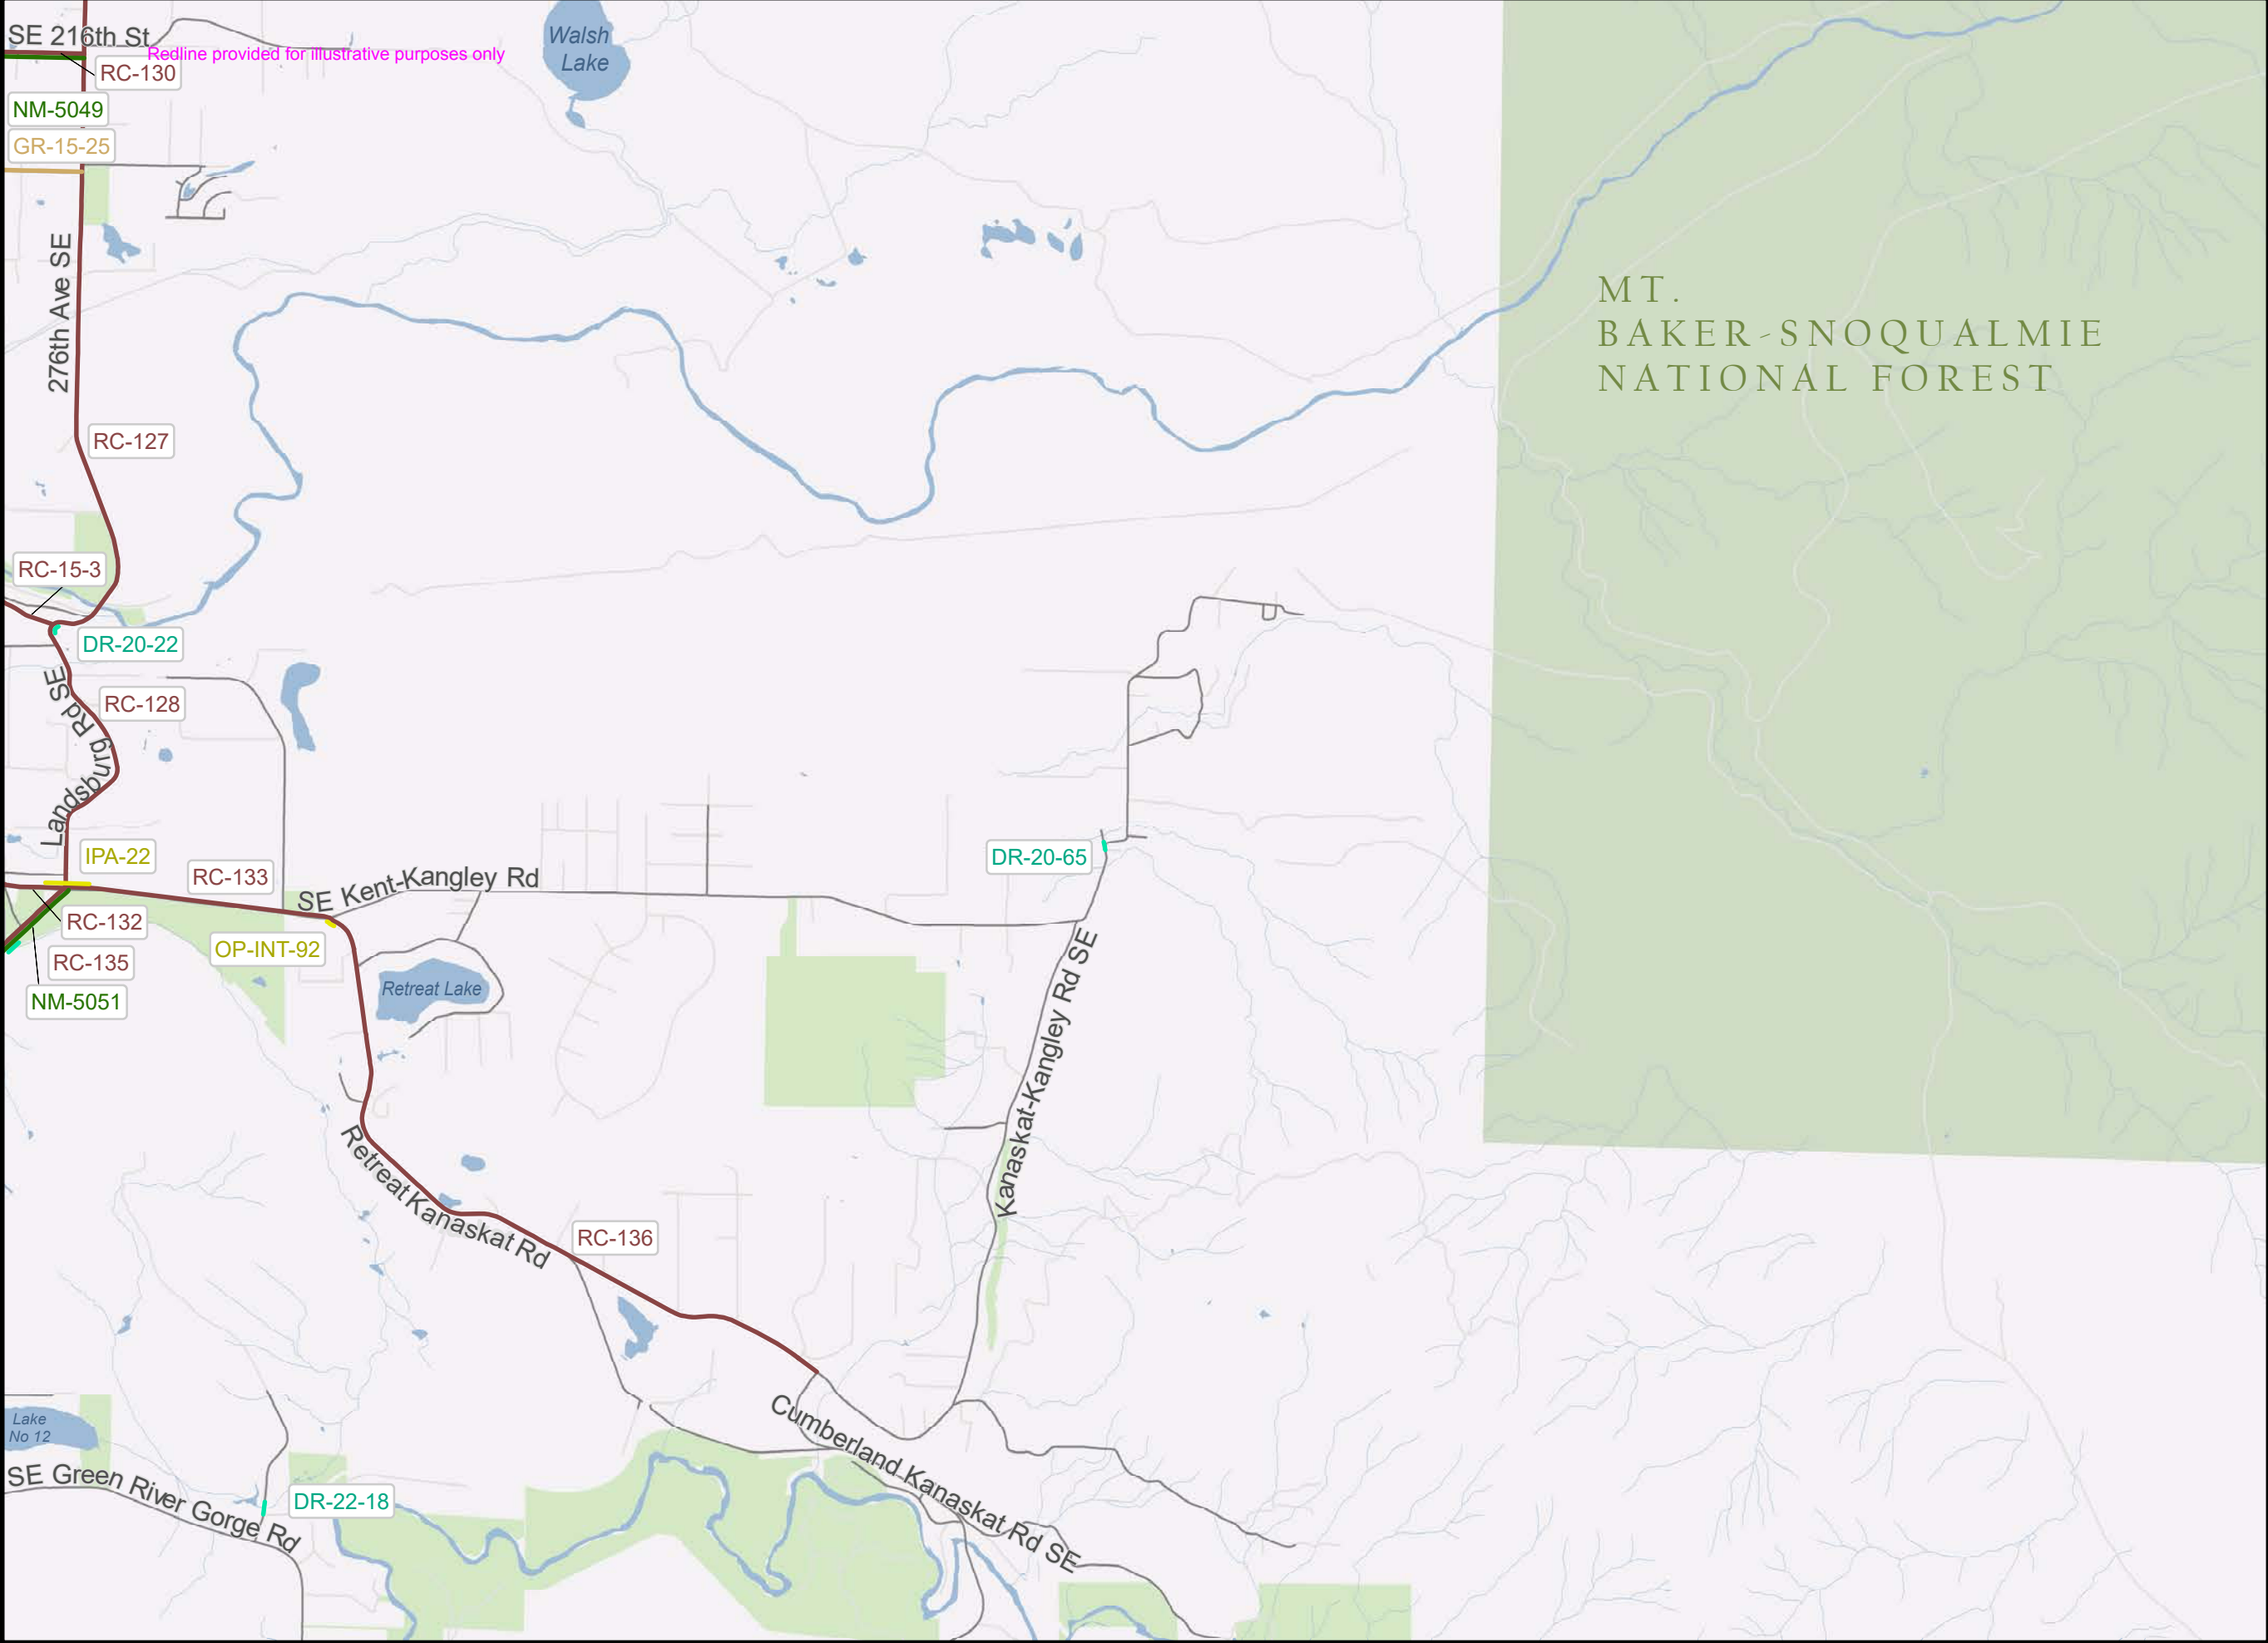 SE 216th St
Redline provided for illustrative purposes only
Walsh
Lake
RC-130
NM-5049
GR-15-25
276th Ave SE
MT.
BAKER-SNOQUALMIE
NATIONAL FOREST
RC-127
RC-15-3
DR-20-22
Landsburg Rd SE
RC-128
IPA-22
RC-133
SE Kent-Kangley Rd
DR-20-65
RC-132
OP-INT-92
RC-135
NM-5051
Retreat Lake
Kanaskat-Kangley Rd SE
Retreat Kanaskat Rd
RC-136
Lake
No 12
Cumberland Kanaskat Rd SE
SE Green River Gorge Rd
DR-22-18